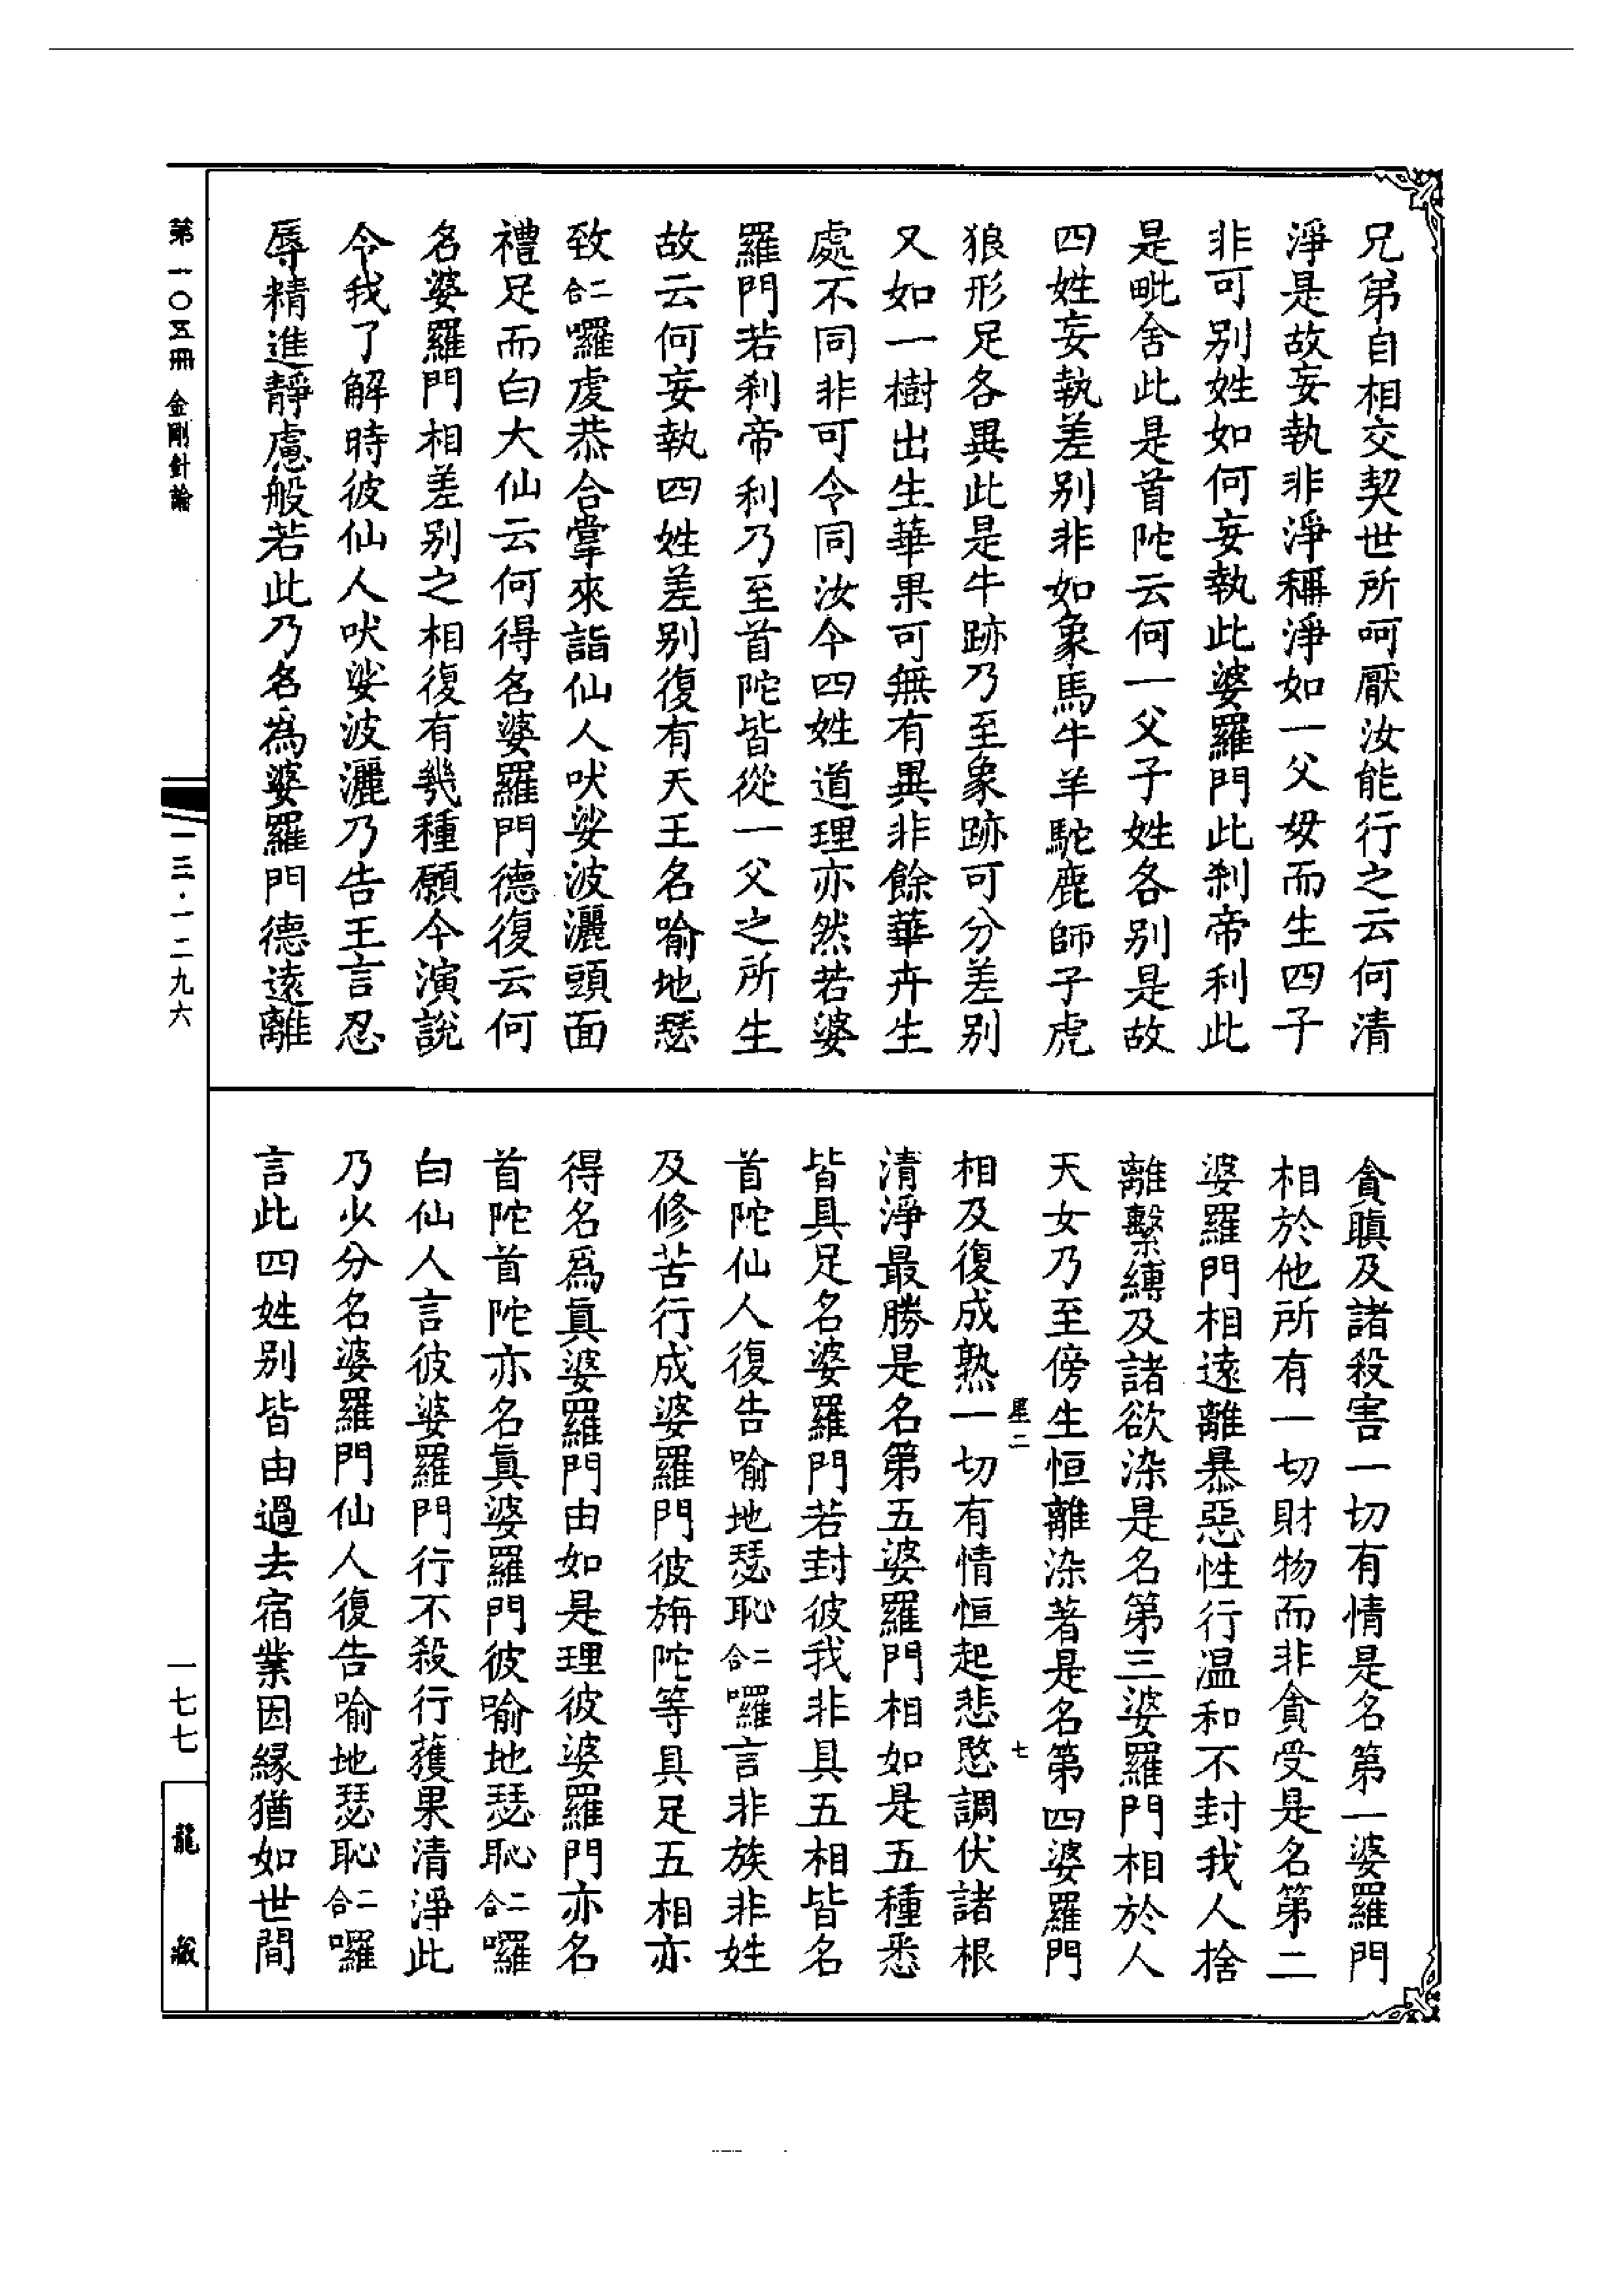 兄弟自相交契世所呵厭汝能行之云何清
淨是故妄執非淨稱淨如一父母而生四子
非可别姓如何妄執此婆羅門此刹帝利此
是毗舍此是首陀云何一父子姓各别是故
四姓妄執差别非如象馬牛羊駝鹿師子虎
狼形足各異此是牛跡乃至象跡可分差别
又如一樹出生華果可無有異非餘華卉生
處不同非可令同汝今四姓道理亦然若婆
羅門若刹帝利乃至首陀皆從一父之所生
故云何妄執四姓差别復有天王名喻地瑟
致二合囉虔恭合掌來詣仙人吠娑波灑頭面
禮足而白大仙云何得名婆羅門德復云何
名婆羅門相差别之相復有幾種願今演說
令我了解時彼仙人吠娑波灑乃告王言忍
辱精進靜慮般若此乃名爲婆羅門德遠離
貪瞋及諸殺害一切有情是名第一婆羅門
相於他所有一切財物而非貪受是名第二
婆羅門相遠離暴惡性行温和不封我人捨
離繫縛及諸欲染是名第三婆羅門相於人
天女乃至傍生恒離染著是名第四婆羅門
星二 七
相及復成熟一切有情恒起悲愍調伏諸根
清淨最勝是名第五婆羅門相如是五種悉
皆具足名婆羅門若封彼我非具五相皆名
首陀仙人復告喻地瑟恥二合囉言非族非姓
及修苦行成婆羅門彼旃陀等具足五相亦
得名爲眞婆羅門由如是理彼婆羅門亦名
首陀首陀亦名眞婆羅門彼喻地瑟恥二合囉
白仙人言彼婆羅門行不殺行獲果清淨此
乃少分名婆羅門仙人復告喻地瑟恥二合囉
言此四姓别皆由過去宿業因緣猶如世間
第一〇五冊 金剛針論
一三·一二九六
一七七
龍藏